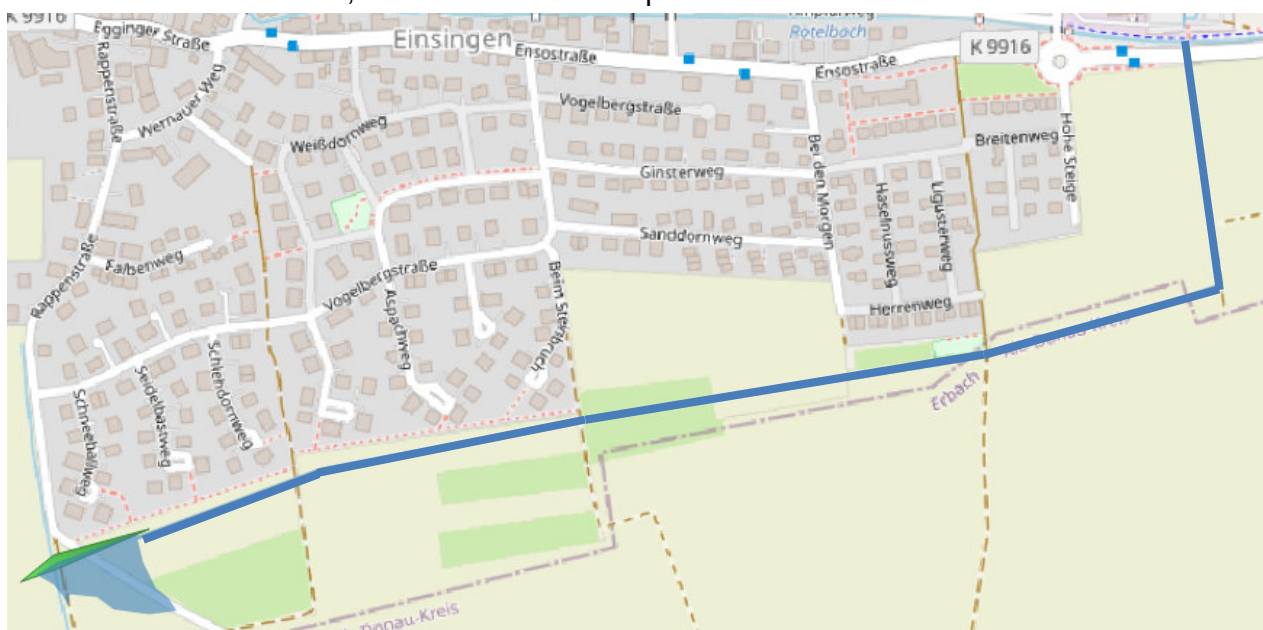 K 9916
Egginger Straße
Einsingen
Ensostraße
Rotelbach
K 9916
Ensostraße
Rappenstraße
Wernauer Weg
Weißdornweg
Vogelbergstraße
Bei den Morgen
Breitenweg
Hohe Steige
Ginsterweg
Haselnussweg
Ligusterweg
Sanddornweg
Rappenstraße
Falbenweg
Vogelbergstraße
Aspachweg
Beim Steinbruch
Herrenweg
Schlehdornweg
Seidelbastweg
Schneeballweg
Erbach
Donau-Kreis